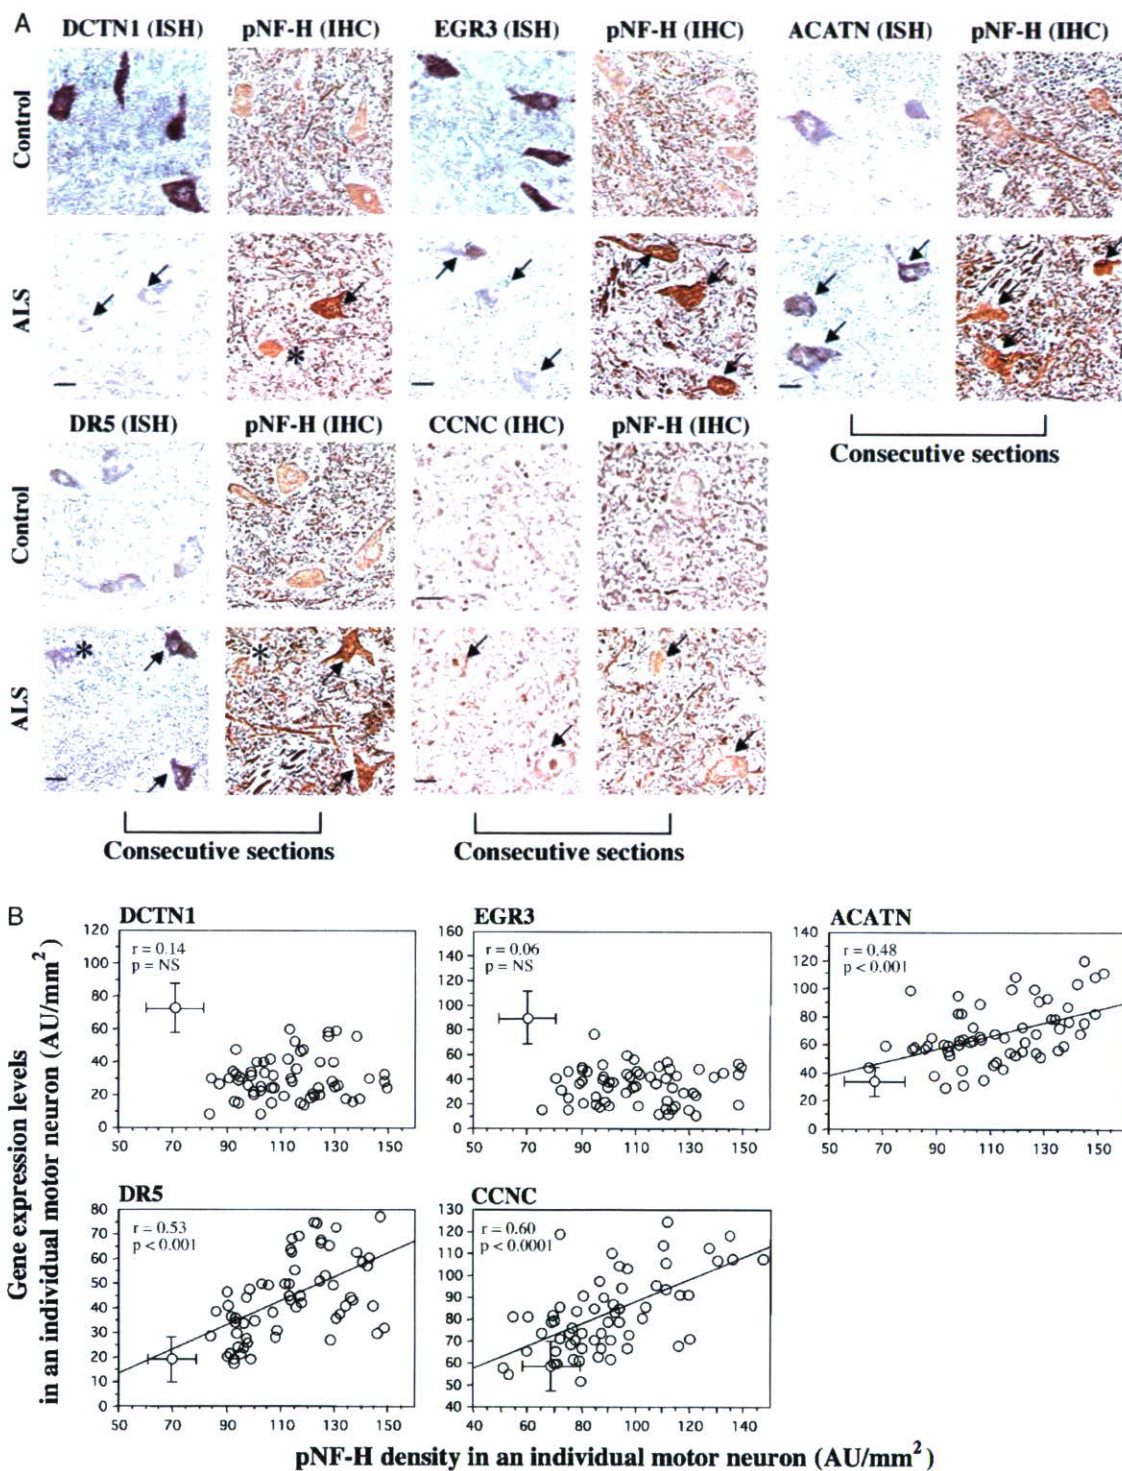 A
DCTN1 (ISH) pNF-H (IHC) EGR3 (ISH) pNF-H (IHC) ACATN (ISH) pNF-H (IHC)
Control
ALS
*
DR5 (ISH) pNF-H (IHC) CCNC (IHC) pNF-H (IHC)
Consecutive sections
Control
ALS
* *
Consecutive sections Consecutive sections
B
Gene expression levels
in an individual motor neuron (AU/mm²)
DCTN1
r = 0.14
p = NS
120
100
80
60
40
20
0
50 70 90 110 130 150
EGR3
r = 0.06
p = NS
160
140
120
100
80
60
40
20
0
50 70 90 110 130 150
ACATN
r = 0.48
p < 0.001
140
120
100
80
60
40
20
0
50 70 90 110 130 150
DR5
r = 0.53
p < 0.001
80
70
60
50
40
30
20
10
0
50 70 90 110 130 150
CCNC
r = 0.60
p < 0.0001
130
120
110
100
90
80
70
60
50
40
40 60 80 100 120 140
pNF-H density in an individual motor neuron (AU/mm²)